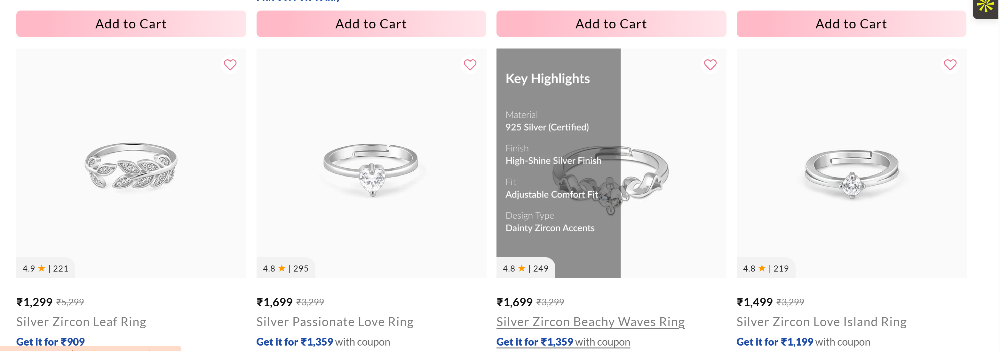 Add to Cart
Add to Cart
Add to Cart
Add to Cart
Key Highlights
Material
925 Silver (Certified)
Finish
High-Shine Silver Finish
Fit
Adjustable Comfort Fit
Design Type
Dainty Zircon Accents
4.9 ★ | 221
4.8 ★ | 295
4.8 ★ | 249
4.8 ★ | 219
₹1,299 ₹5,299
Silver Zircon Leaf Ring
Get it for ₹909
₹1,699 ₹3,299
Silver Passionate Love Ring
Get it for ₹1,359 with coupon
₹1,699 ₹3,299
Silver Zircon Beachy Waves Ring
Get it for ₹1,359 with coupon
₹1,499 ₹3,299
Silver Zircon Love Island Ring
Get it for ₹1,199 with coupon